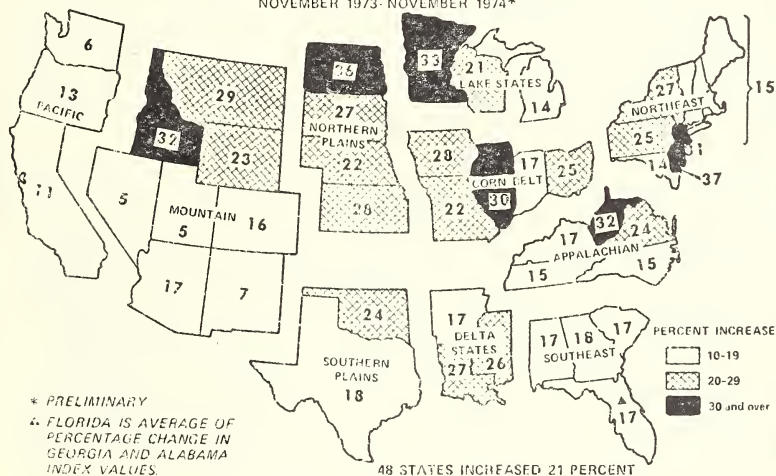 NOVEMBER 1973-NOVEMBER 1974*
6
13
PACIFIC
11
29
32
23
5
MOUNTAIN
5
16
17
7
36
27
NORTHERN
PLAINS
22
28
33
21
LAKE STATES
14
28
17
25
CORN BELT
22
30
27
NORTHEAST
15
25
14
37
32
17
24
APPALACHIAN
15
15
24
SOUTHERN
PLAINS
18
17
DELTA
STATES
27
26
17
18
17
SOUTHEAST
▲
17
PERCENT INCREASE
10-19
20-29
30 and over
* PRELIMINARY
▲ FLORIDA IS AVERAGE OF
PERCENTAGE CHANGE IN
GEORGIA AND ALABAMA
INDEX VALUES.
48 STATES INCREASED 21 PERCENT